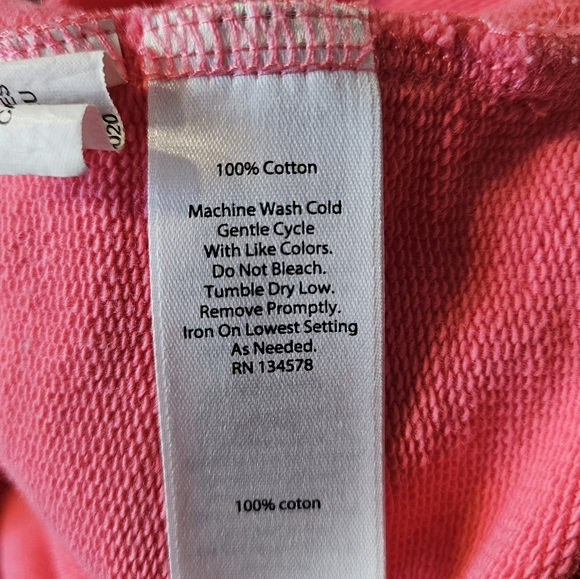 100% Cotton
Machine Wash Cold
Gentle Cycle
With Like Colors.
Do Not Bleach.
Tumble Dry Low.
Remove Promptly.
Iron On Lowest Setting
As Needed.
RN 134578
100% coton